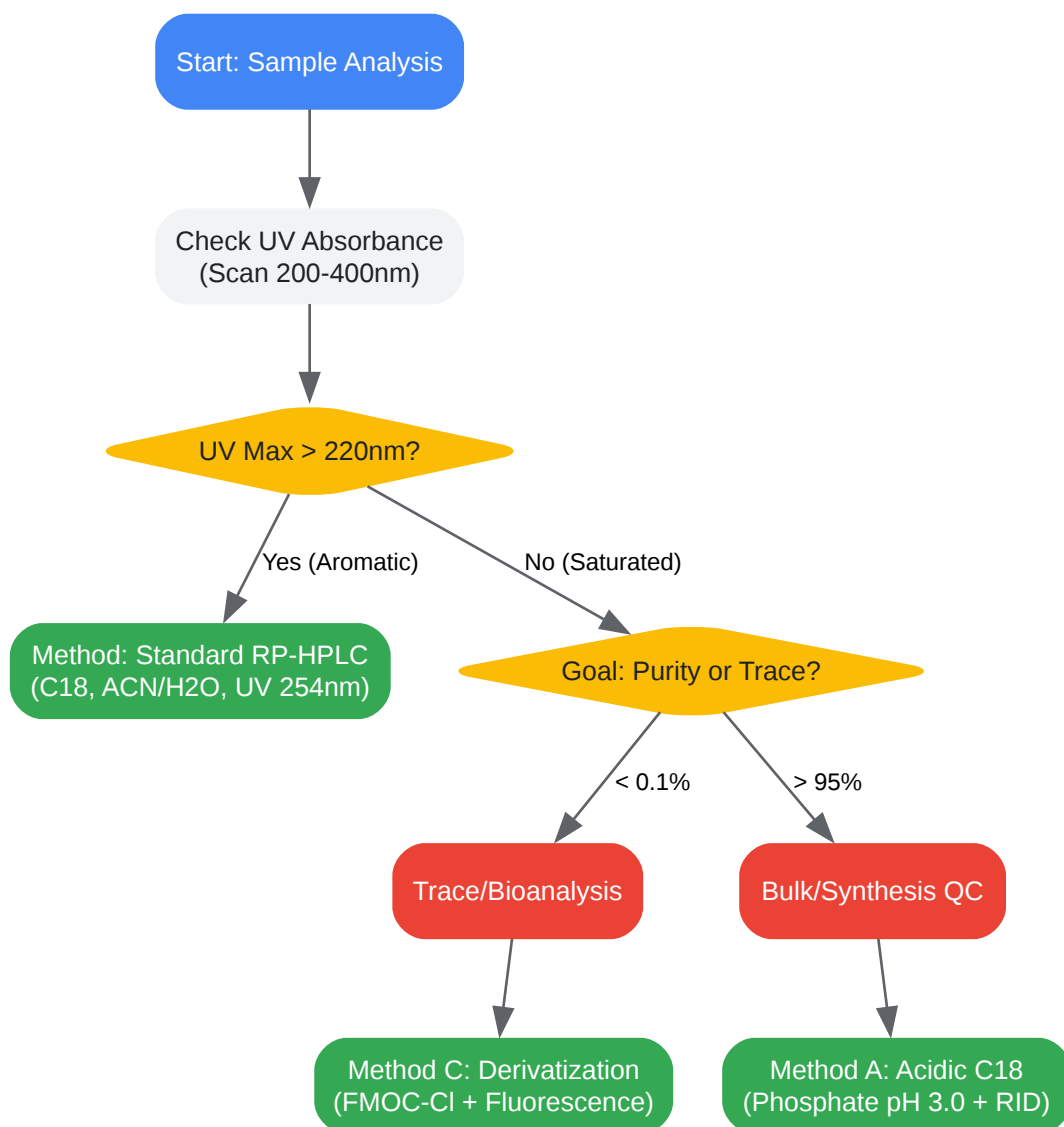 Start: Sample Analysis
Check UV Absorbance
(Scan 200-400nm)
UV Max > 220nm?
Yes (Aromatic)
No (Saturated)
Method: Standard RP-HPLC
(C18, ACN/H2O, UV 254nm)
Goal: Purity or Trace?
< 0.1%
> 95%
Trace/Bioanalysis
Bulk/Synthesis QC
Method C: Derivatization
(FMOC-Cl + Fluorescence)
Method A: Acidic C18
(Phosphate pH 3.0 + RID)